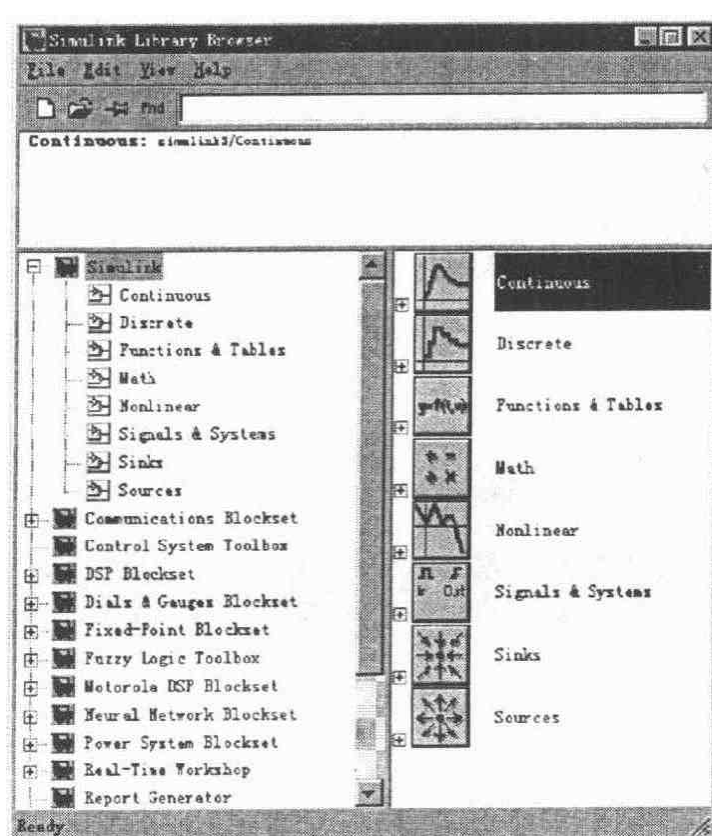 Simulink Library Browser
File Edit View Help
Find
Continuous: simulink3/Continuous
Simulink
Continuous
Discrete
Functions & Tables
Math
Nonlinear
Signals & Systems
Sinks
Sources
Communications Blockset
Control System Toolbox
DSP Blockset
Dials & Gauges Blockset
Fixed-Point Blockset
Fuzzy Logic Toolbox
Motorola DSP Blockset
Neural Network Blockset
Power System Blockset
Real-Time Workshop
Report Generator
Continuous
Discrete
Functions & Tables
Math
Nonlinear
In Out
Signals & Systems
Sinks
Sources
Ready